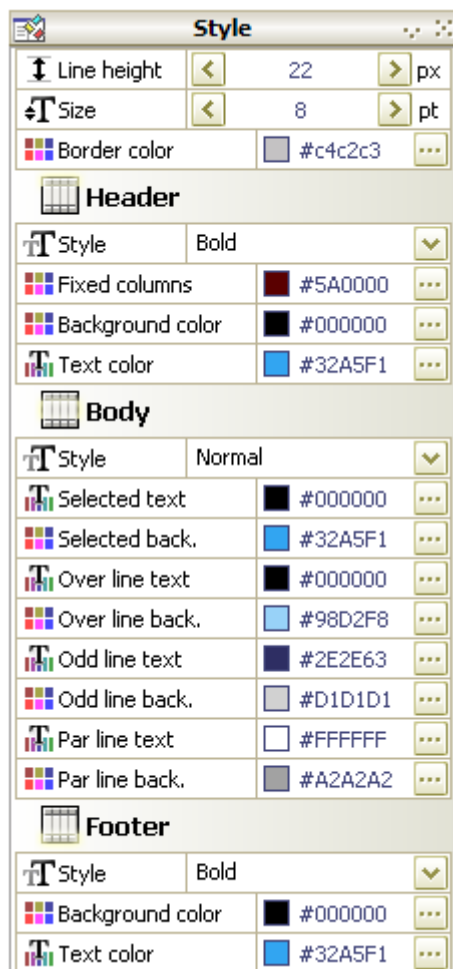 Style
Line height 22 px
Size 8 pt
Border color #c4c2c3
Header
Style Bold
Fixed columns #5A0000
Background color #000000
Text color #32A5F1
Body
Style Normal
Selected text #000000
Selected back. #32A5F1
Over line text #000000
Over line back. #98D2F8
Odd line text #2E2E63
Odd line back. #D1D1D1
Par line text #FFFFFF
Par line back. #A2A2A2
Footer
Style Bold
Background color #000000
Text color #32A5F1